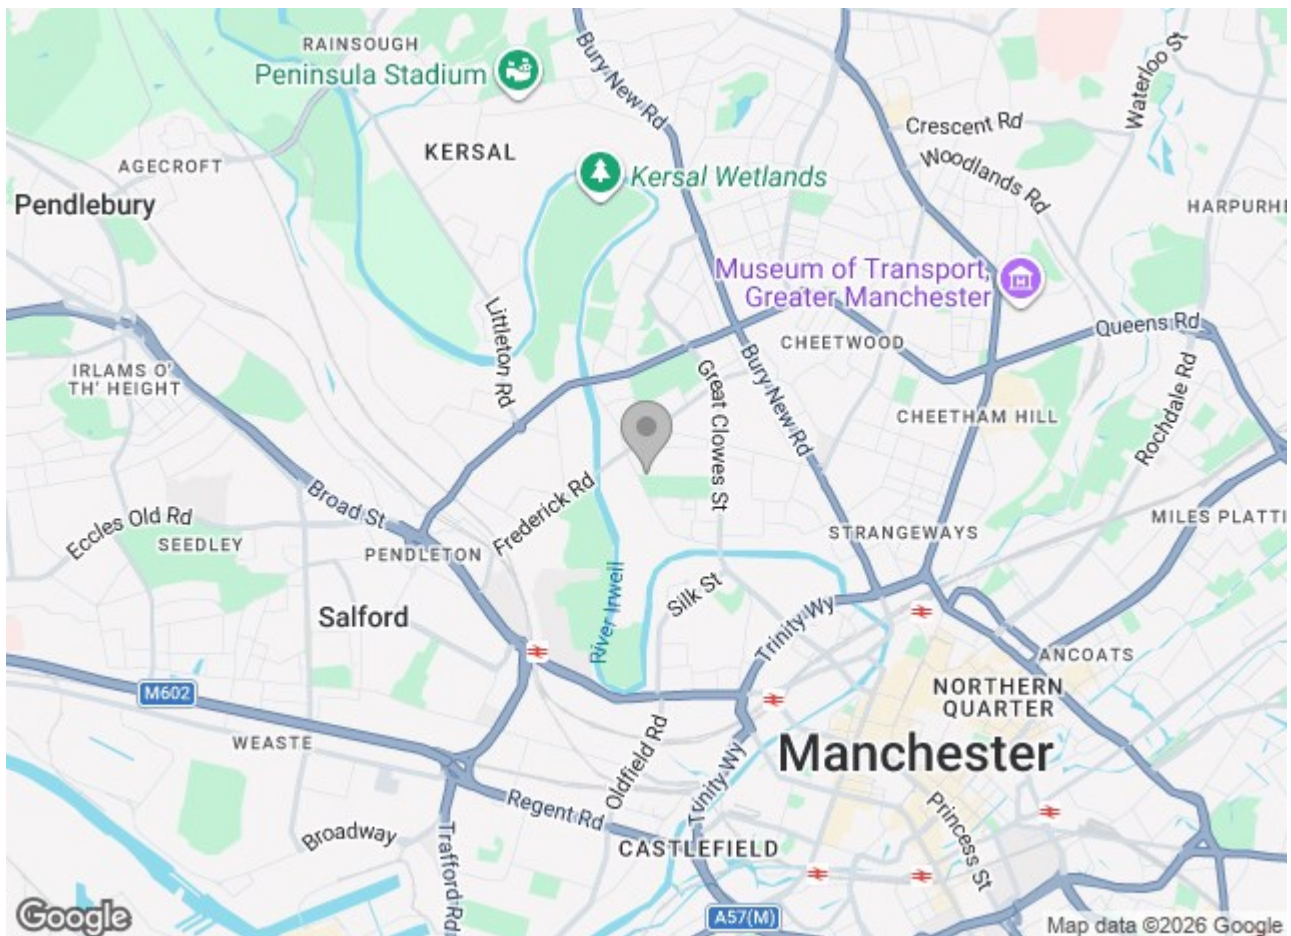 RAINSOUGH
Peninsula Stadium
Bury New Rd
Waterloo St
Crescent Rd
KERSAL
AGECROFT
Woodlands Rd
Kersal Wetlands
Pendlebury
HARPURHE
Museum of Transport,
Greater Manchester
Littleton Rd
Queens Rd
CHEETWOOD
IRLAMS O'
TH' HEIGHT
Great Clowes St
Bury New Rd
Rochdale Rd
CHEETHAM HILL
Broad St
Frederick Rd
Eccles Old Rd
SEEDLEY
PENDLETON
STRANGEWAYS
MILES PLATTI
River Irwell
Silk St
Salford
Trinity Wy
ANCOATS
M602
NORTHERN
QUARTER
WEASTE
Oldfield Rd
Manchester
Trinity Wy
Regent Rd
Princess St
Broadway
Trafford Rd
CASTLEFIELD
Google
A57(M)
Map data ©2026 Google